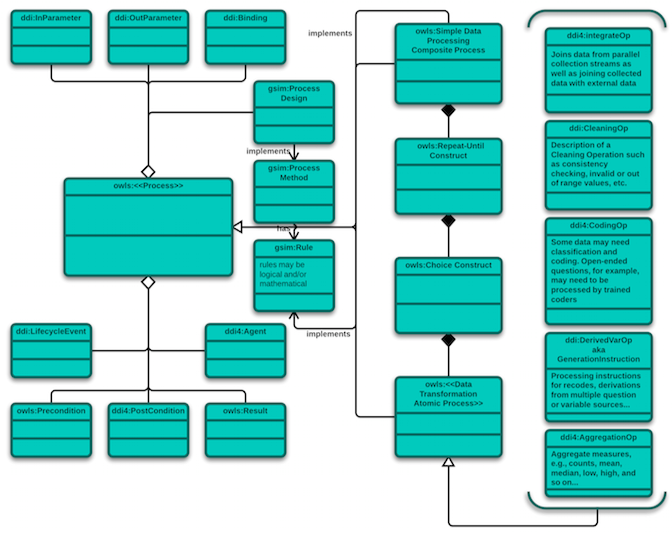 ddi:InParameter
ddi:OutParameter
ddi:Binding
gsim:Process
Design
implements
gsim:Process
Method
owls:<<Process>>
has
gsim:Rule
rules may be
logical and/or
mathematical
implements
ddi:LifecycleEvent
ddi4:Agent
owls:Precondition
ddi4:PostCondition
owls:Result
implements
owls:Simple Data
Processing
Composite Process
owls:Repeat-Until
Construct
owls:Choice Construct
owls:<<Data
Transformation
Atomic Process>>
ddi4:integrateOp
Joins data from parallel
collection streams as
well as joining collected
data with external data
ddi:CleaningOp
Description of a
Cleaning Operation such
as consistency
checking, invalid or out
of range values, etc.
ddi4:CodingOp
Some data may need
classification and
coding. Open-ended
questions, for example,
may need to be
processed by trained
coders
ddi:DerivedVarOp
aka
GenerationInstruction
Processing instructions
for recodes, derivations
from multiple question
or variable sources...
ddi4:AggregationOp
Aggregate measures,
e.g., counts, mean,
median, low, high, and
so on...